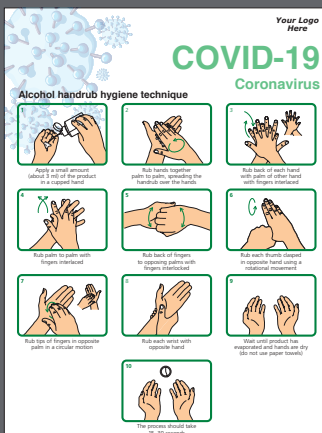 Your Logo
Here
COVID-19
Coronavirus
Alcohol handrub hygiene technique
1
Apply a small amount
(about 3 ml) of the product
in a cupped hand
2
Rub hands together
palm to palm, spreading the
handrub over the hands
3
Rub back of each hand
with palm of other hand
with fingers interlaced
4
Rub palm to palm with
fingers interlaced
5
Rub back of fingers
to opposing palms with
fingers interlocked
6
Rub each thumb clasped
in opposite hand using a
rotational movement
7
Rub tips of fingers in opposite
palm in a circular motion
8
Rub each wrist with
opposite hand
9
Wait until product has
evaporated and hands are dry
(do not use paper towels)
10
The process should take